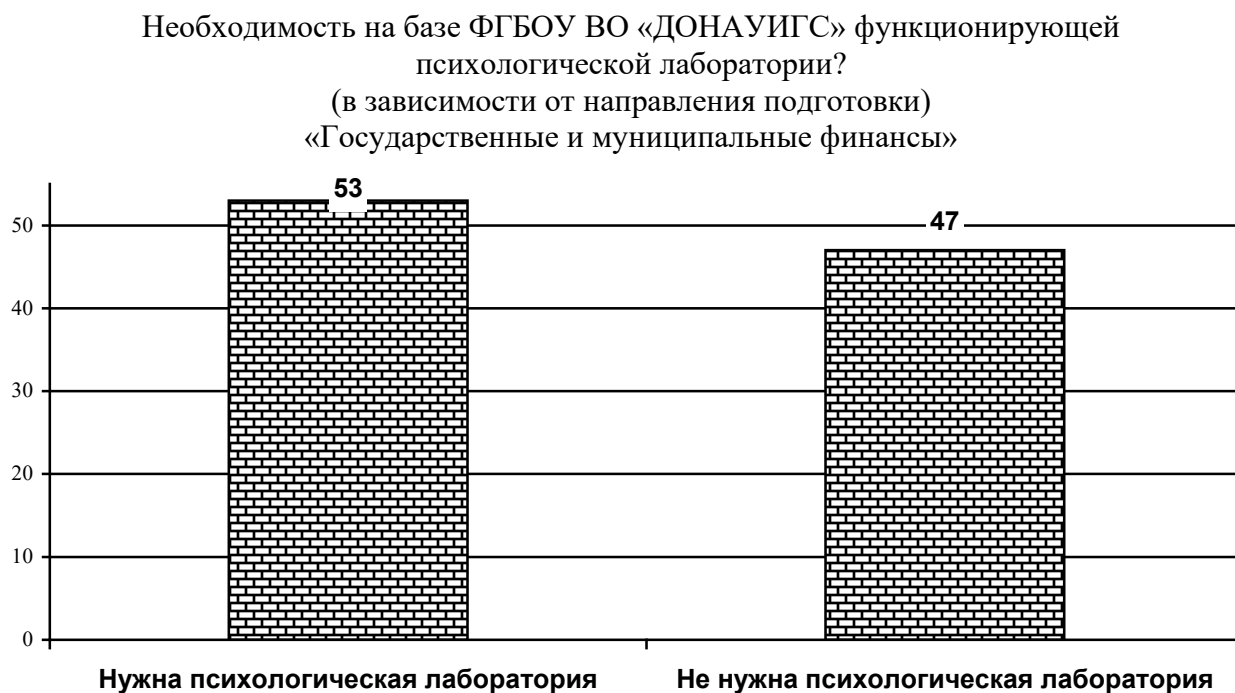 Необходимость на базе ФГБОУ ВО «ДОНАУИГС» функционирующей
психологической лаборатории?
(в зависимости от направления подготовки)
«Государственные и муниципальные финансы»
53
47
50
40
30
20
10
0
Нужна психологическая лаборатория
Не нужна психологическая лаборатория